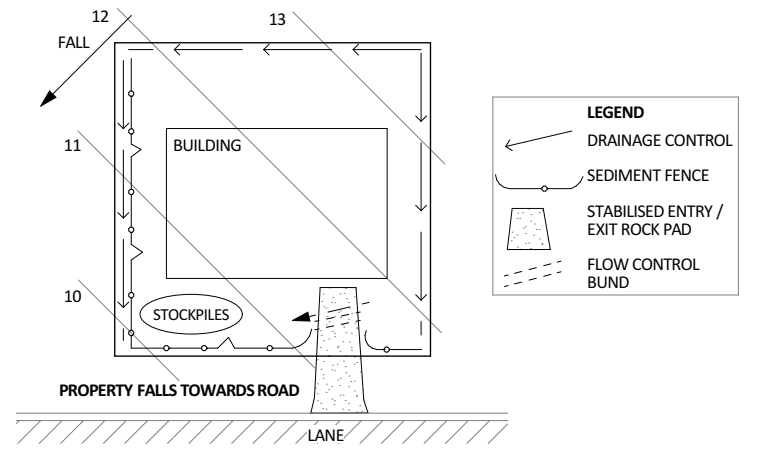 12
13
FALL
11
BUILDING
10
STOCKPILES
PROPERTY FALLS TOWARDS ROAD
LANE
LEGEND
DRAINAGE CONTROL
SEDIMENT FENCE
STABILISED ENTRY /
EXIT ROCK PAD
FLOW CONTROL
BUND